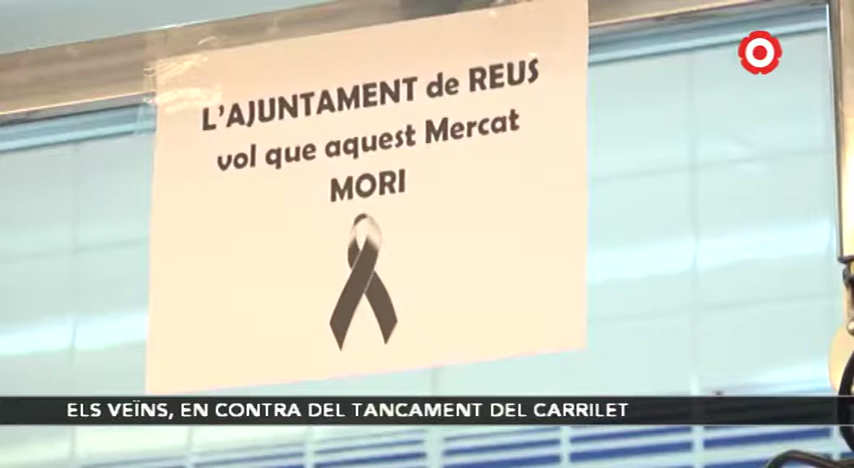 L'AJUNTAMENT de REUS
vol que aquest Mercat
MORI
ELS VEÏNS, EN CONTRA DEL TANCAMENT DEL CARRILET